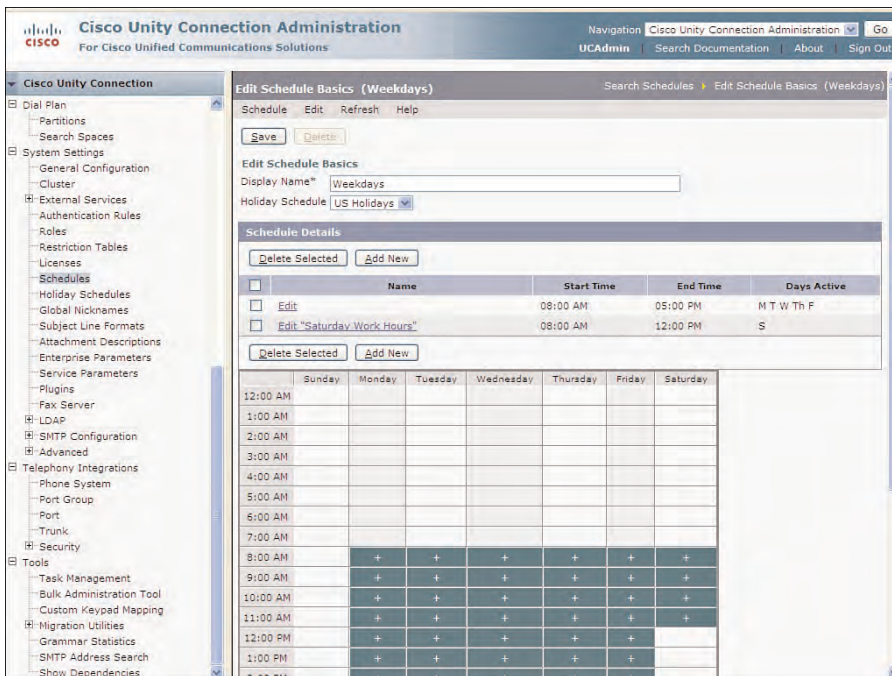 cisco
Cisco Unity Connection Administration
For Cisco Unified Communications Solutions
Navigation Cisco Unity Connection Administration Go
UCAdmin | Search Documentation | About | Sign Out
Cisco Unity Connection
Dial Plan
Partitions
Search Spaces
System Settings
General Configuration
Cluster
External Services
Authentication Rules
Roles
Restriction Tables
Licenses
Schedules
Holiday Schedules
Global Nicknames
Subject Line Formats
Attachment Descriptions
Enterprise Parameters
Service Parameters
Plugins
Fax Server
LDAP
SMTP Configuration
Advanced
Telephony Integrations
Phone System
Port Group
Port
Trunk
Security
Tools
Task Management
Bulk Administration Tool
Custom Keypad Mapping
Migration Utilities
Grammar Statistics
SMTP Address Search
Show Dependencies
Edit Schedule Basics (Weekdays)
Search Schedules Edit Schedule Basics (Weekdays)
Schedule Edit Refresh Help
Save Delete
Edit Schedule Basics
Display Name* Weekdays
Holiday Schedule US Holidays
Schedule Details
Delete Selected Add New
Name Start Time End Time Days Active
Edit 08:00 AM 05:00 PM M T W Th F
Edit "Saturday Work Hours" 08:00 AM 12:00 PM S
Delete Selected Add New
Sunday Monday Tuesday Wednesday Thursday Friday Saturday
12:00 AM
1:00 AM
2:00 AM
3:00 AM
4:00 AM
5:00 AM
6:00 AM
7:00 AM
8:00 AM + + + + + +
9:00 AM + + + + + +
10:00 AM + + + + + +
11:00 AM + + + + + +
12:00 PM + + + + +
1:00 PM + + + + +